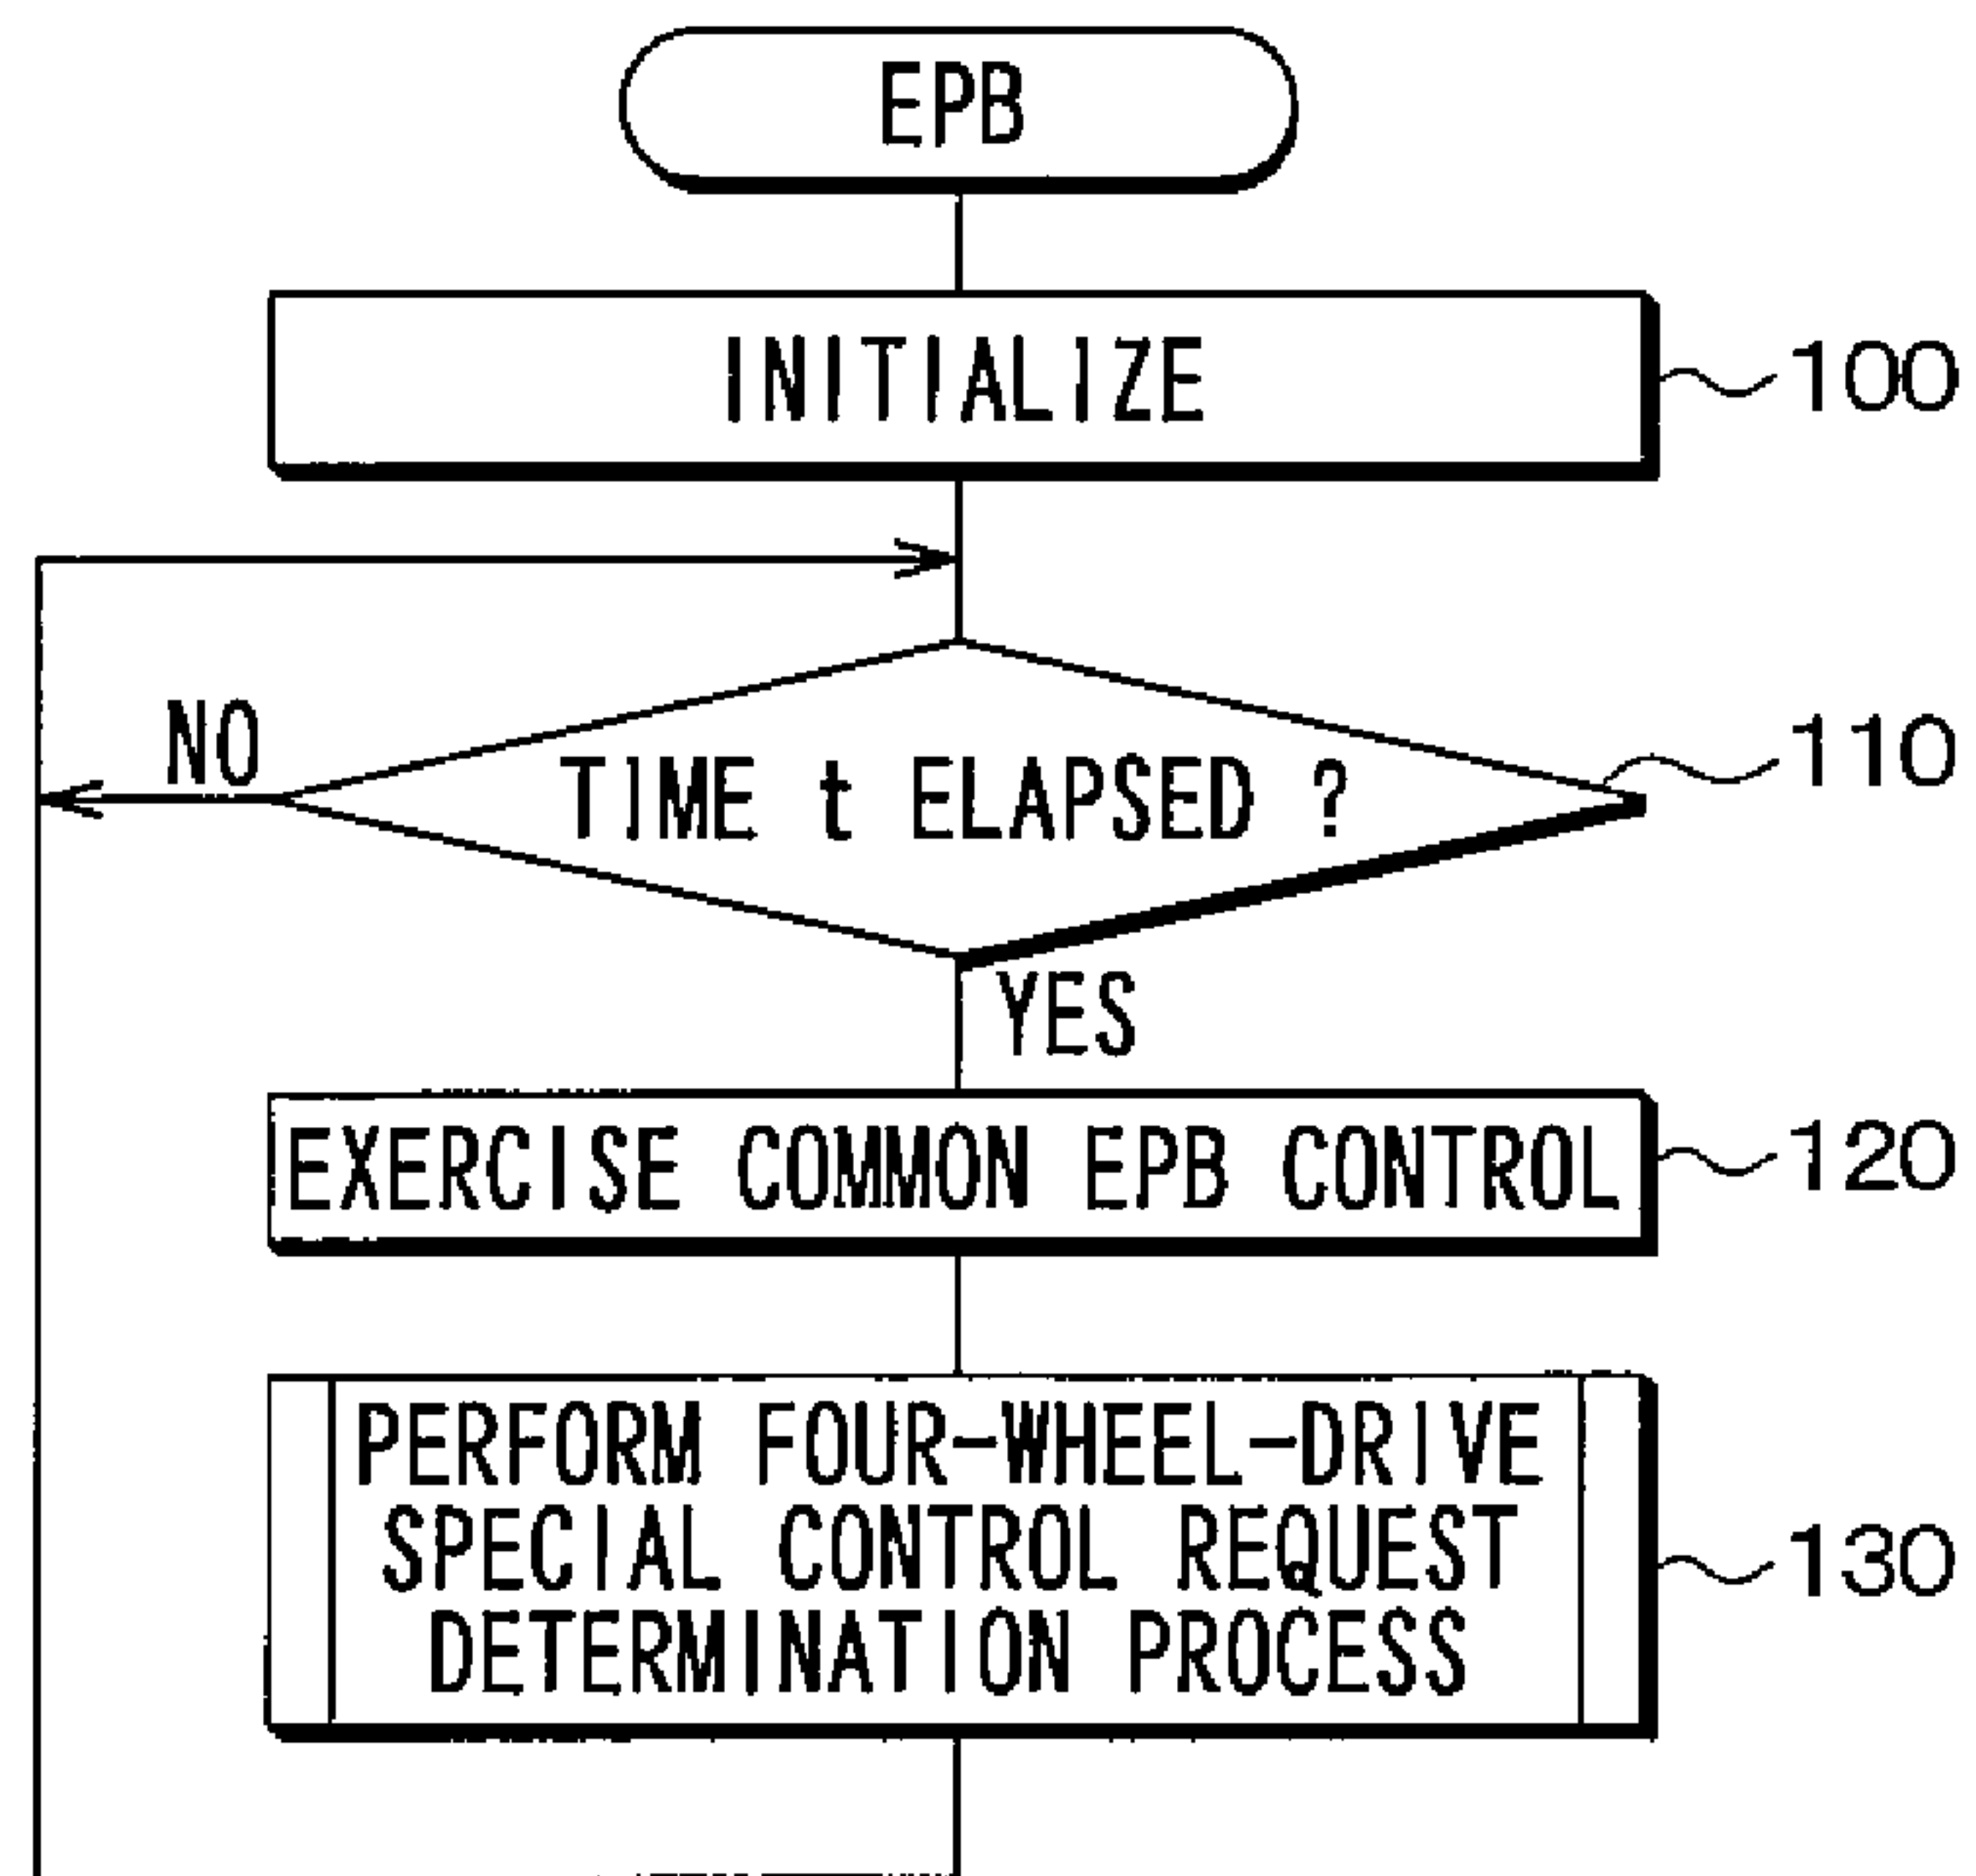 EPB
INITIALIZE
100
NO
TIME t ELAPSED ?
110
YES
EXERCISE COMMON EPB CONTROL
120
PERFORM FOUR-WHEEL-DRIVE
SPECIAL CONTROL REQUEST
DETERMINATION PROCESS
130